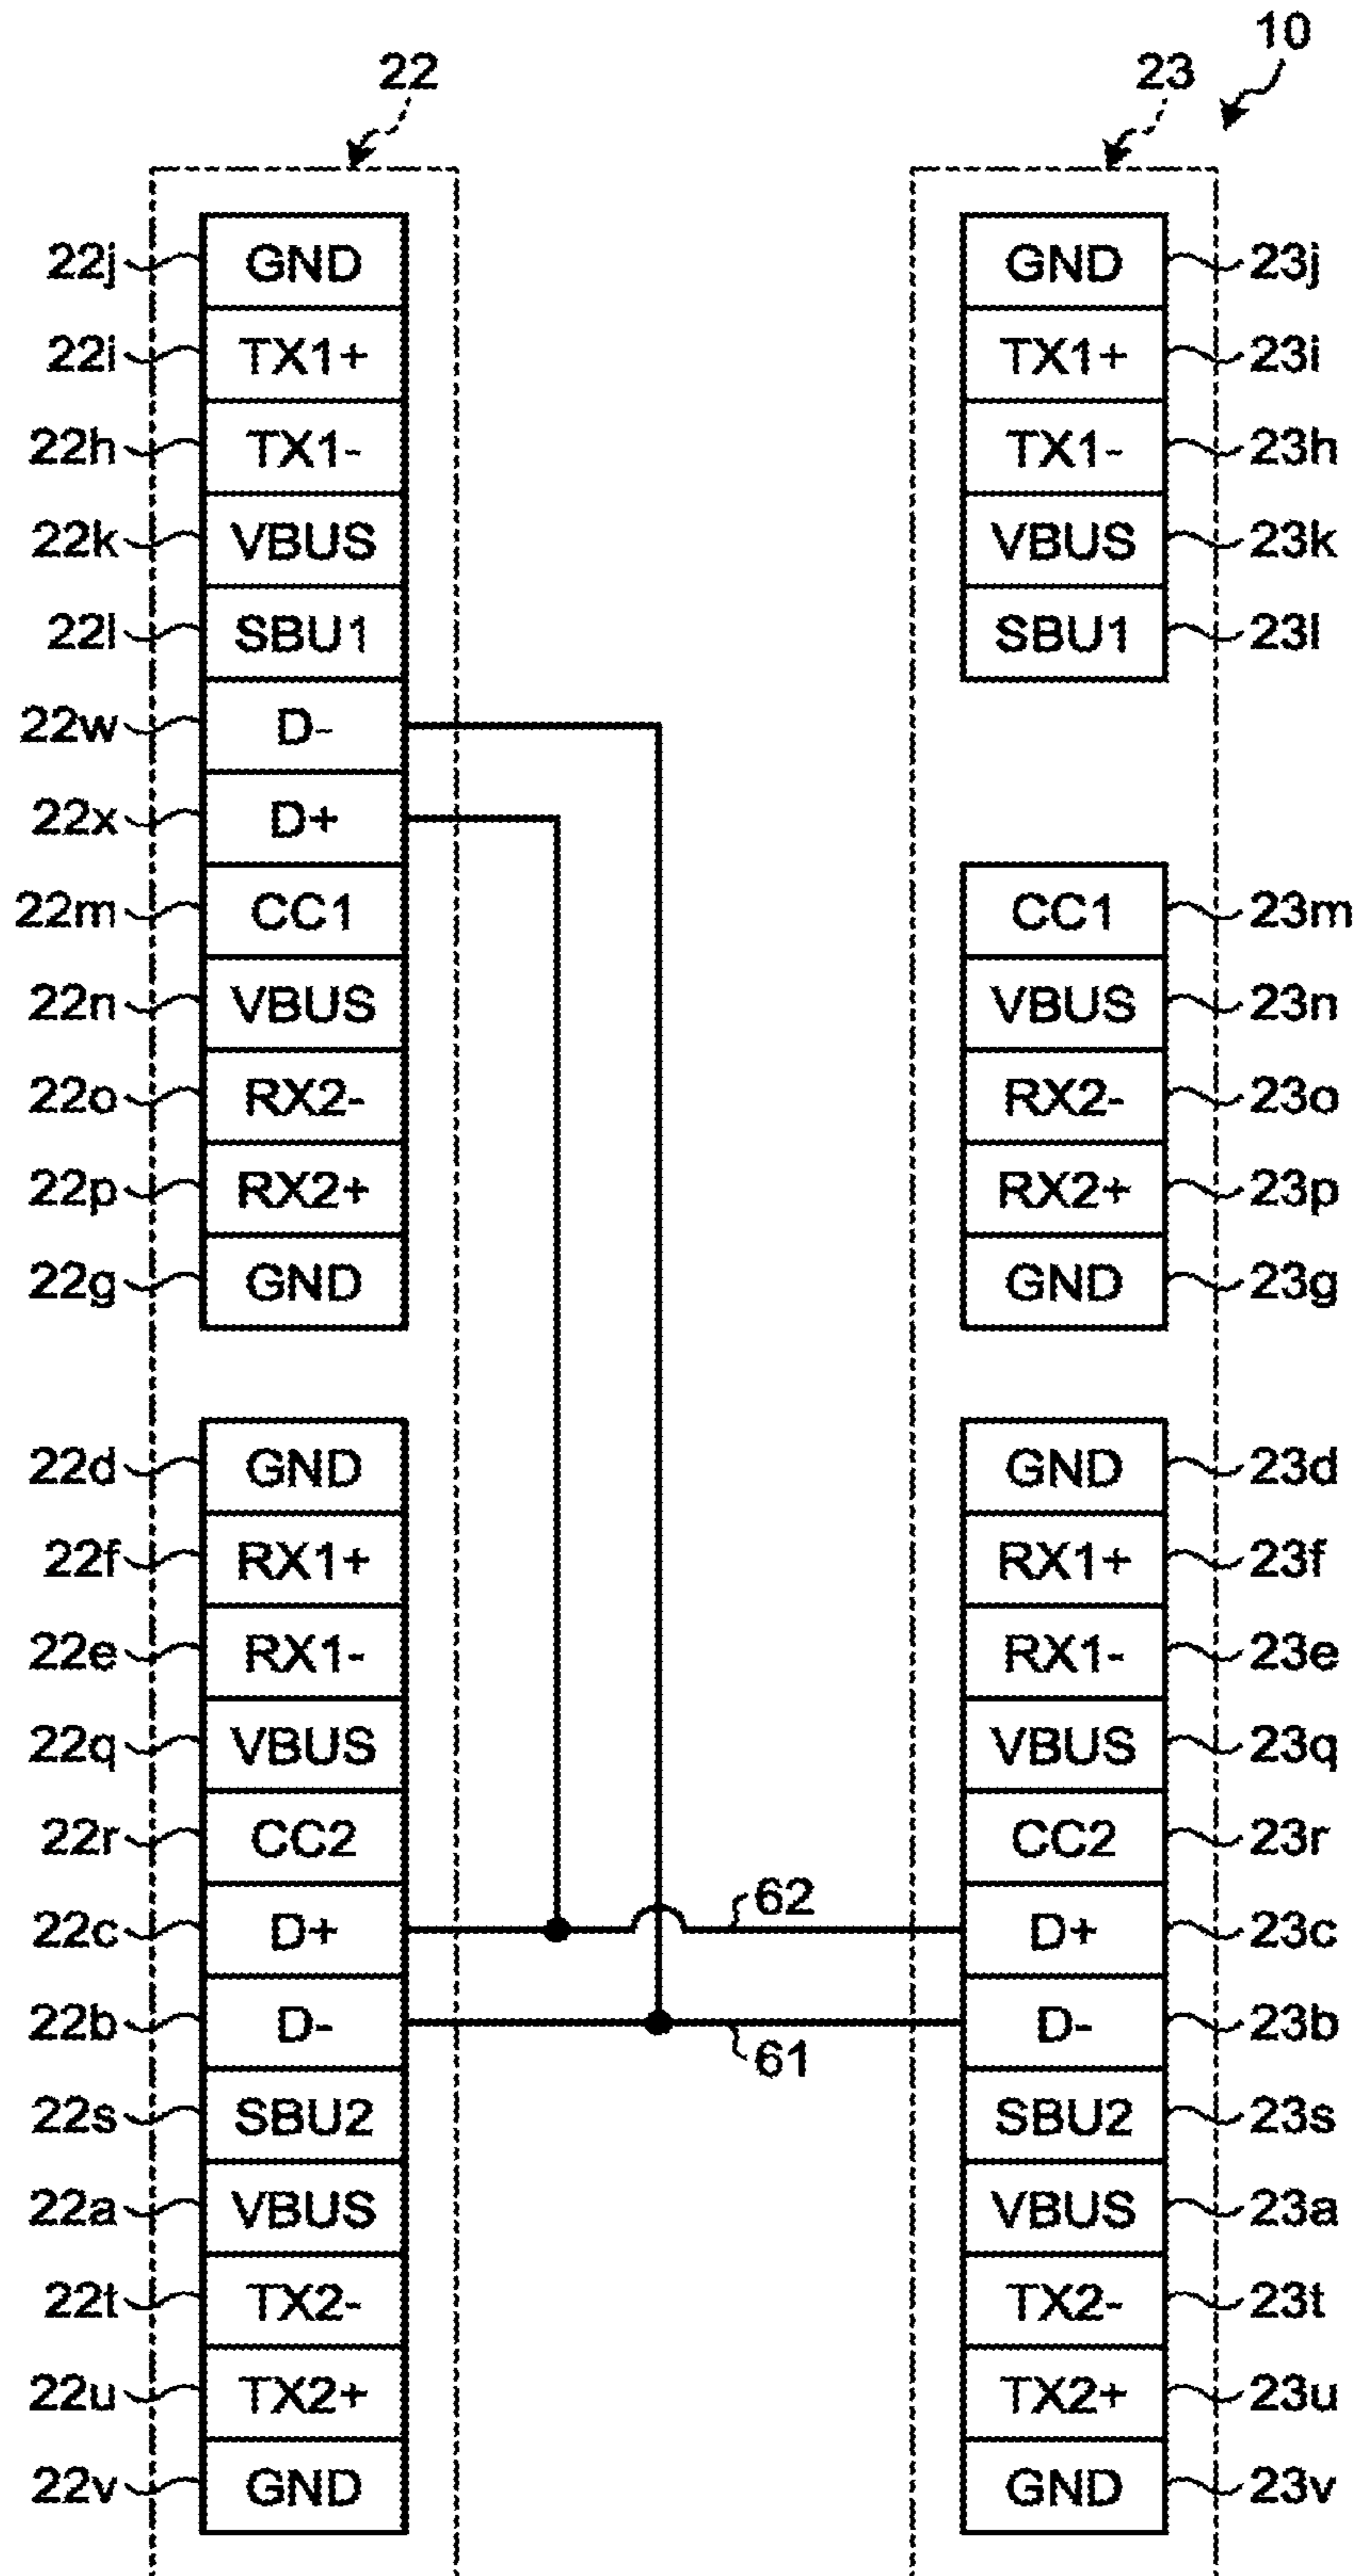 10
22 23
22j GND GND 23j
22i TX1+ TX1+ 23i
22h TX1- TX1- 23h
22k VBUS VBUS 23k
22l SBU1 SBU1 23l
22w D-
22x D+
22m CC1 CC1 23m
22n VBUS VBUS 23n
22o RX2- RX2- 23o
22p RX2+ RX2+ 23p
22g GND GND 23g
22d GND GND 23d
22f RX1+ RX1+ 23f
22e RX1- RX1- 23e
22q VBUS VBUS 23q
22r CC2 CC2 23r
62
22c D+ D+ 23c
22b D- D- 23b
61
22s SBU2 SBU2 23s
22a VBUS VBUS 23a
22t TX2- TX2- 23t
22u TX2+ TX2+ 23u
22v GND GND 23v